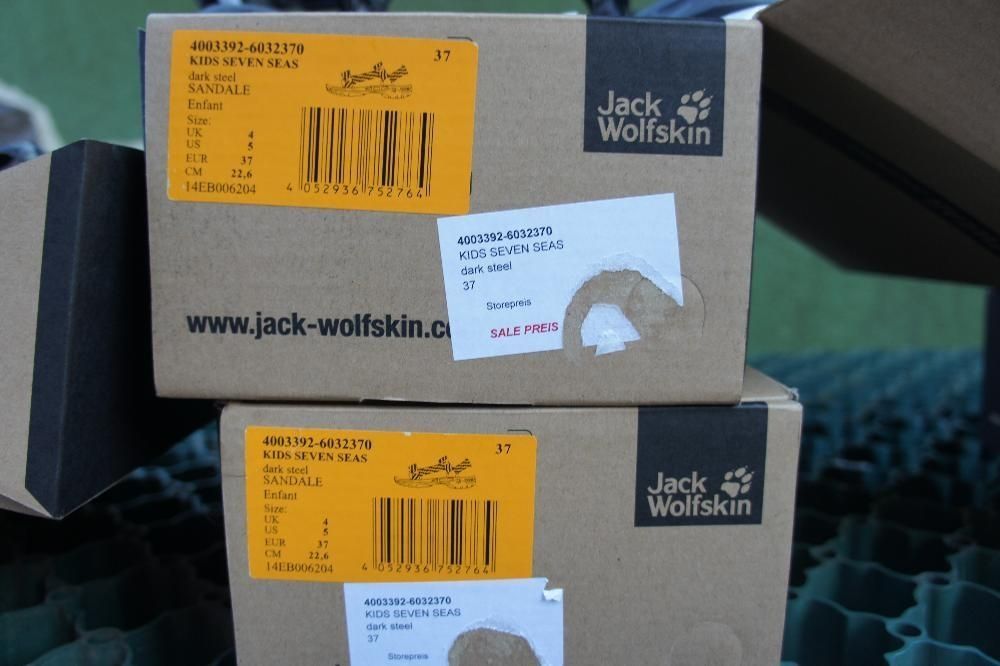 4003392-6032370 37
KIDS SEVEN SEAS
dark steel
SANDALE
Enfant
Size:
UK 4
US 5
EUR 37
CM 22,6
14EB006204
4 052936 752764
Jack
Wolfskin
4003392-6032370
KIDS SEVEN SEAS
dark steel
37
Storepreis
SALE PREIS
www.jack-wolfskin.c
4003392-6032370 37
KIDS SEVEN SEAS
dark steel
SANDALE
Enfant
Size:
UK 4
US 5
EUR 37
CM 22,6
14EB006204
4 052936 752764
Jack
Wolfskin
4003392-6032370
KIDS SEVEN SEAS
dark steel
37
Storepreis